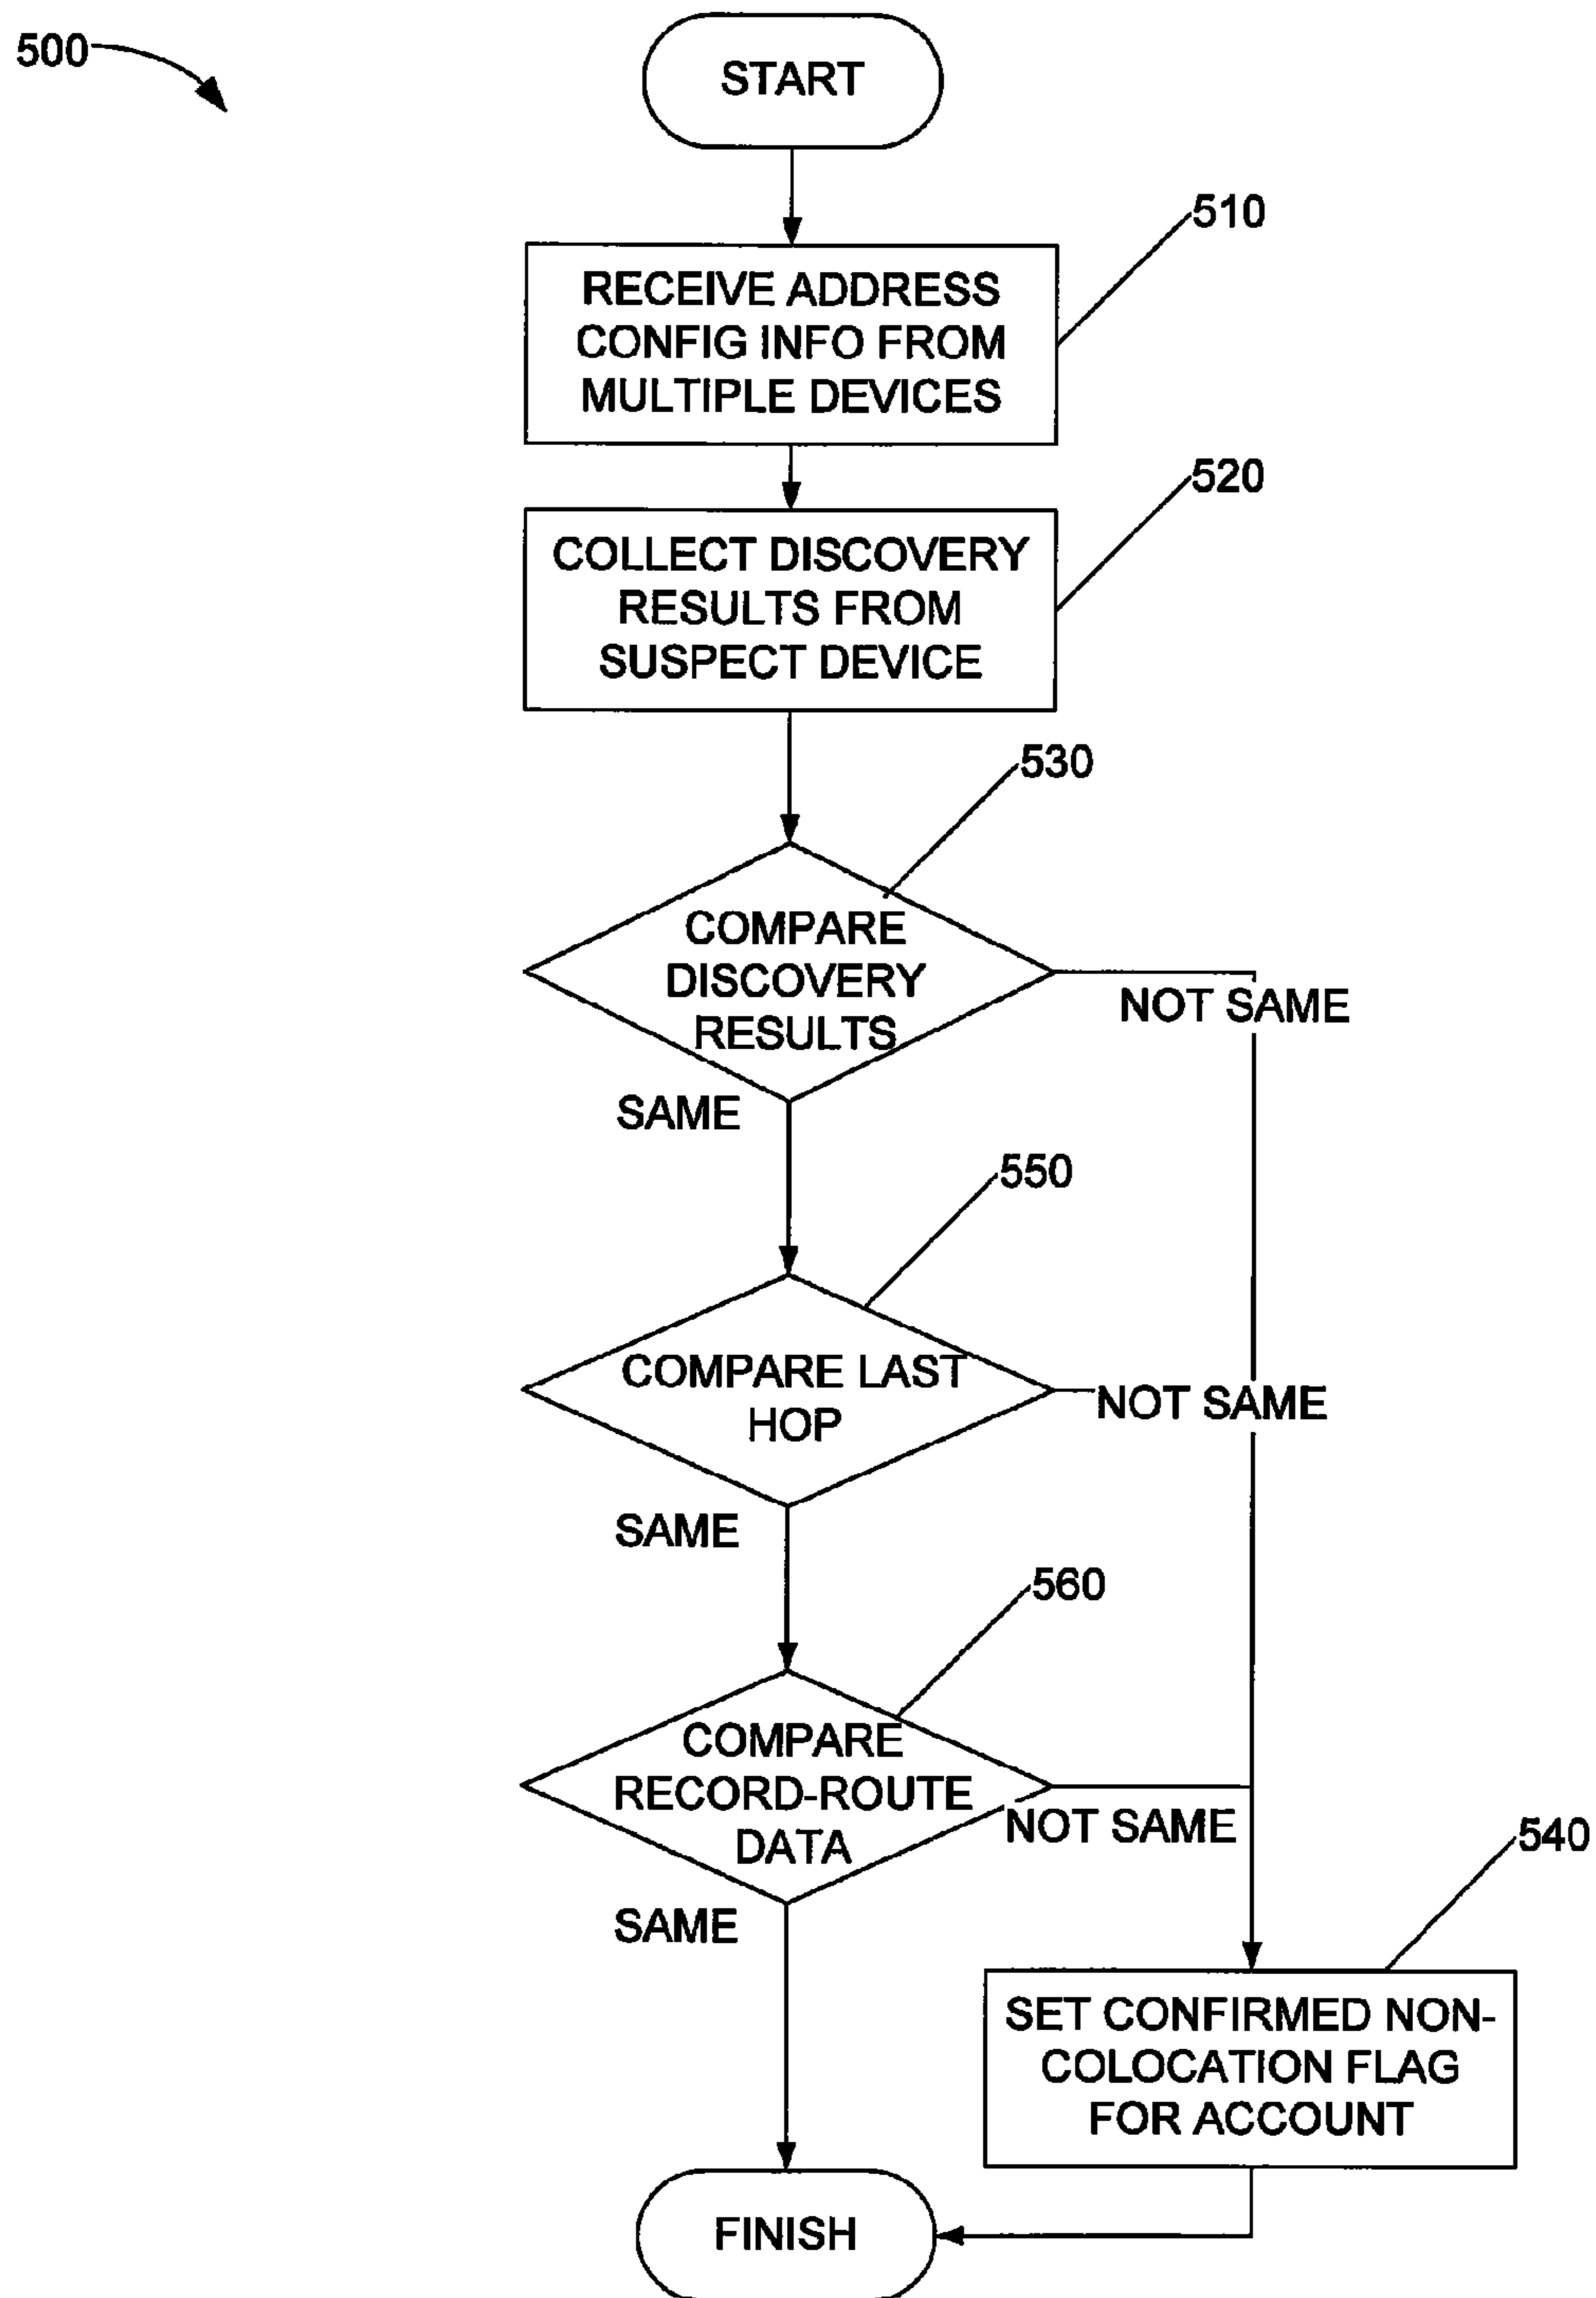 500
START
510
RECEIVE ADDRESS
CONFIG INFO FROM
MULTIPLE DEVICES
520
COLLECT DISCOVERY
RESULTS FROM
SUSPECT DEVICE
530
COMPARE
DISCOVERY
RESULTS
NOT SAME
SAME
550
COMPARE LAST
HOP
NOT SAME
SAME
560
COMPARE
RECORD-ROUTE
DATA
NOT SAME
SAME
540
SET CONFIRMED NON-
COLOCATION FLAG
FOR ACCOUNT
FINISH